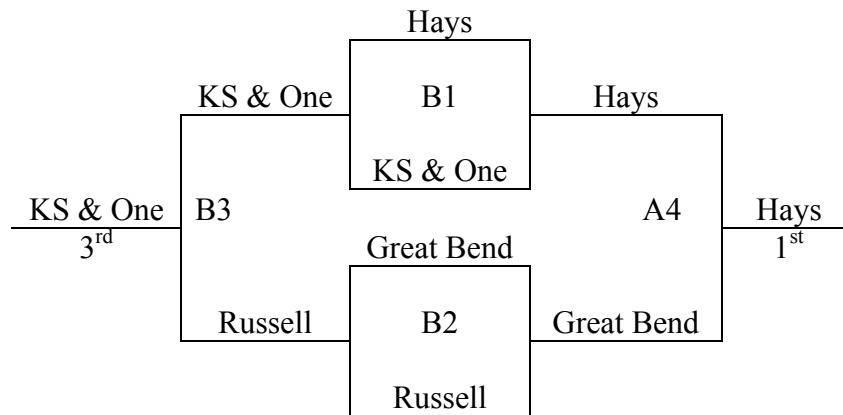 Hays
KS & One B1 Hays
KS & One
KS & One B3 A4 Hays
3rd 1st
Great Bend
Russell B2 Great Bend
Russell